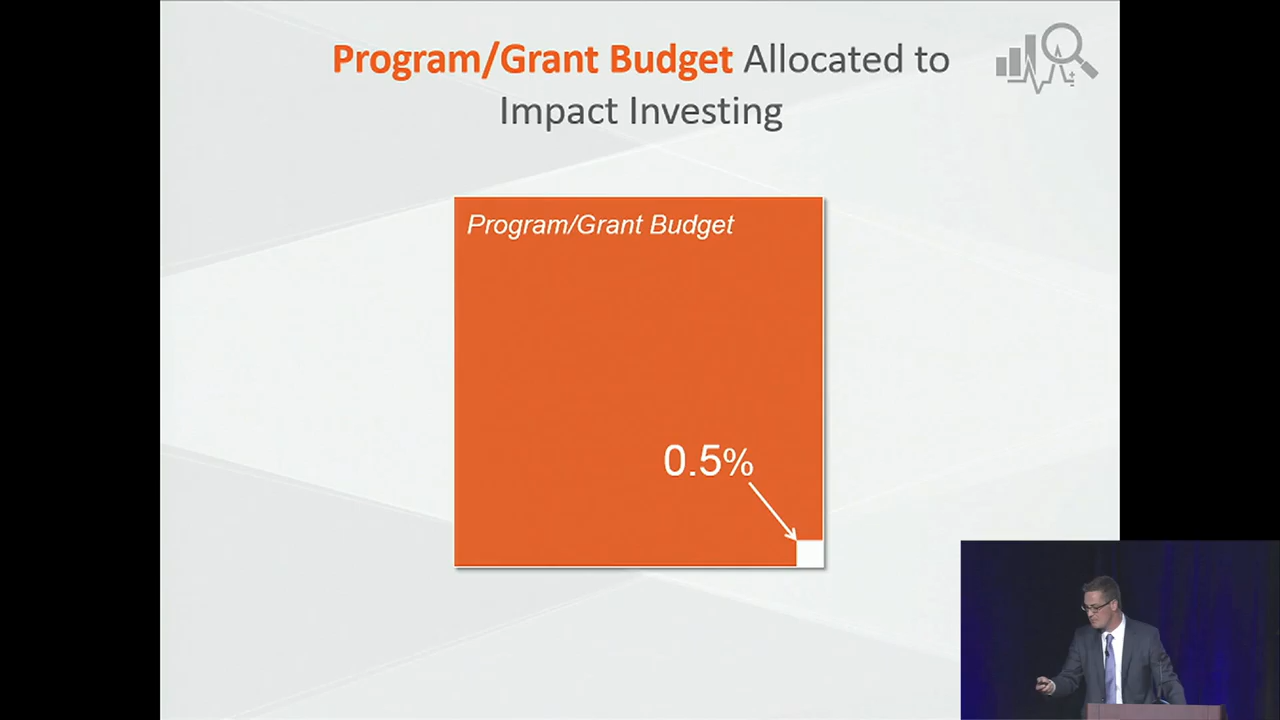 Program/Grant Budget Allocated to
Impact Investing
Program/Grant Budget
0.5%